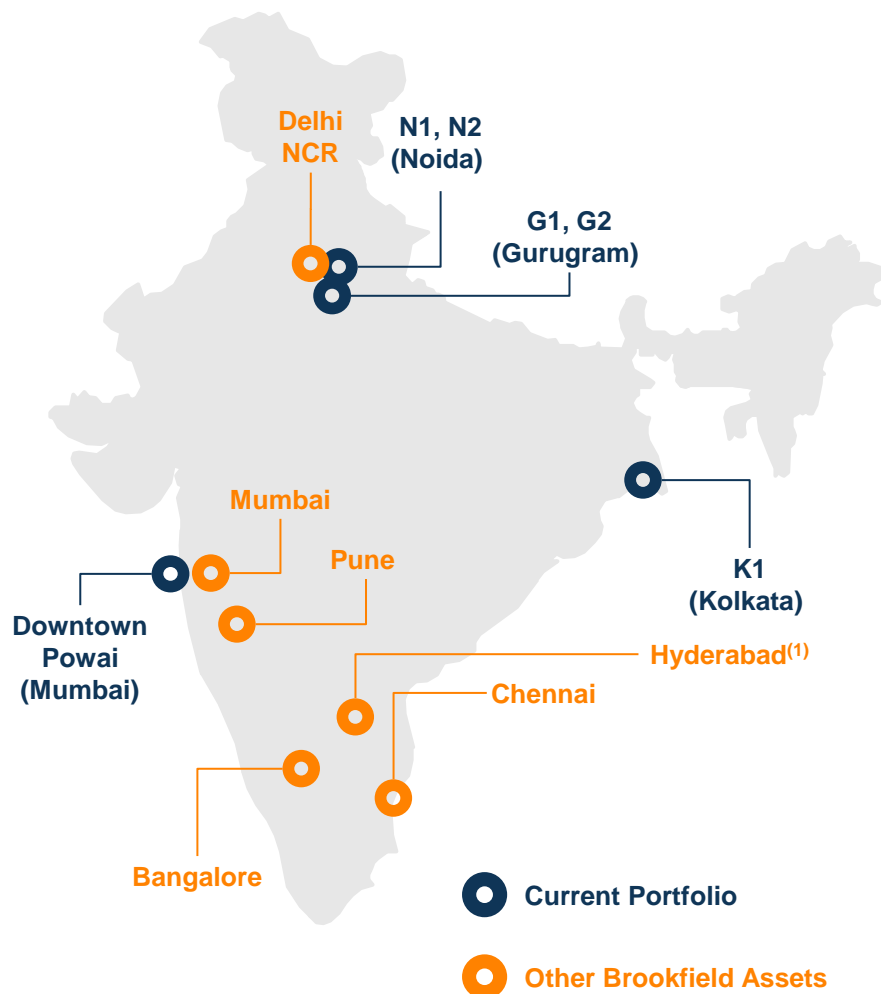 Delhi
NCR
N1, N2
(Noida)
G1, G2
(Gurugram)
Mumbai
Pune
K1
(Kolkata)
Downtown
Powai
(Mumbai)
Hyderabad(1)
Chennai
Bangalore
Current Portfolio
Other Brookfield Assets